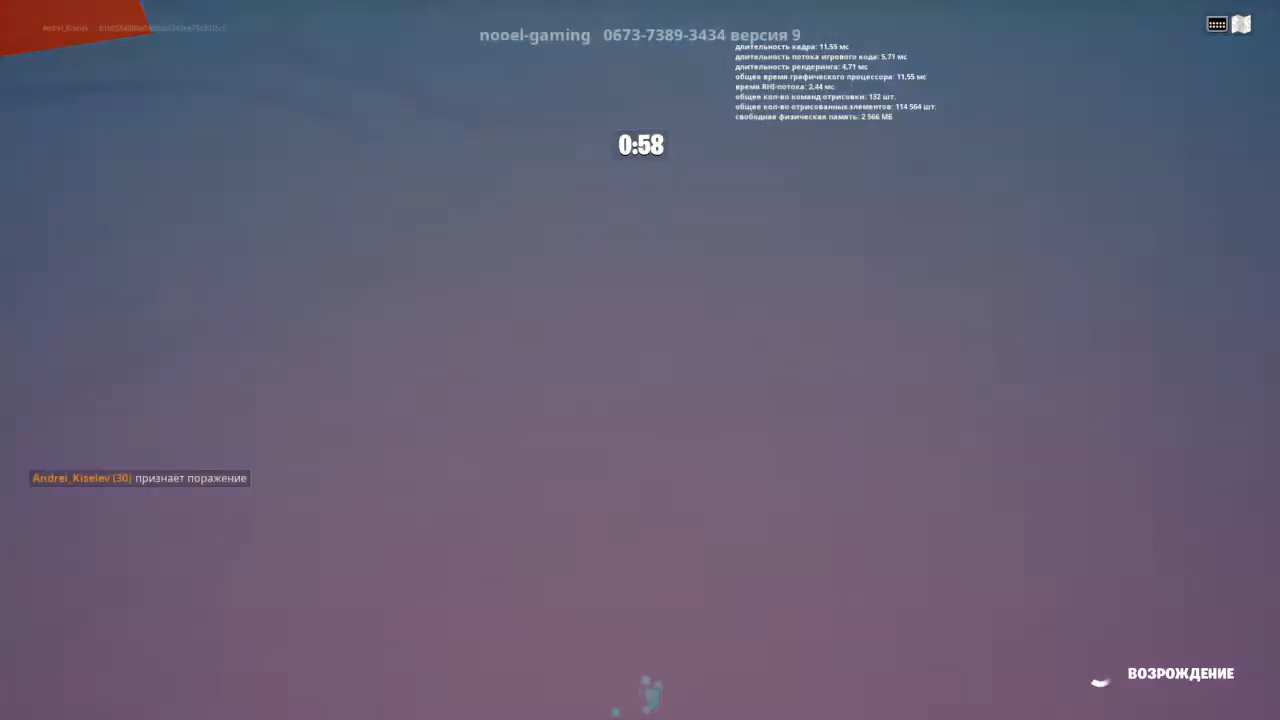 Andrei_Kiselev
nooel-gaming 0673-7389-3434 версия 9
длительность кадра: 11,55 мс
длительность потока игрового кода: 5,71 мс
длительность рендеринга: 4,71 мс
общее время графического процессора: 11,55 мс
время RHI-потока: 2,44 мс
общее кол-во команд отрисовки: 132 шт.
общее кол-во отрисованных элементов: 114 564 шт.
свободная физическая память: 2 566 МБ
0:58
Andrei_Kiselev (30) признаёт поражение
ВОЗРОЖДЕНИЕ